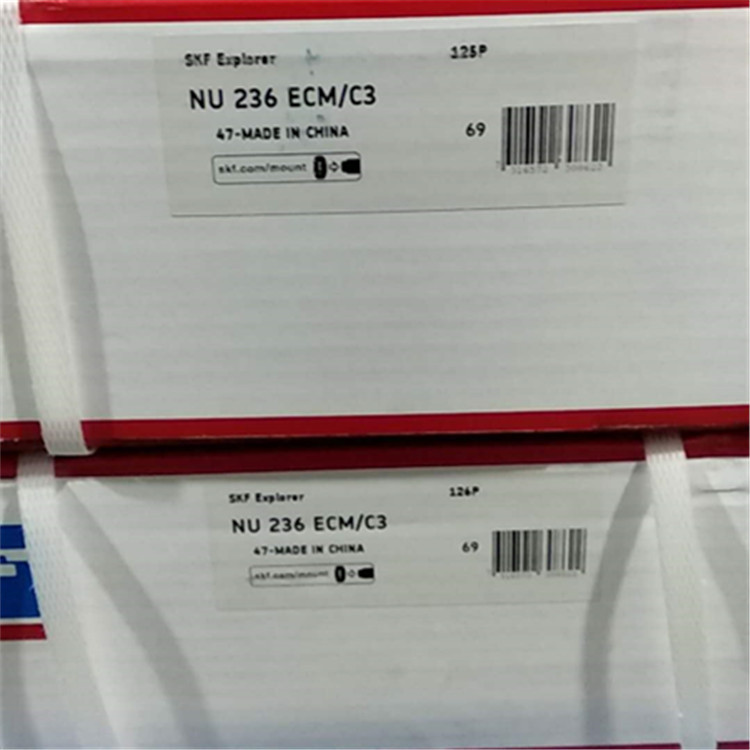 SKF Explorer 125P
NU 236 ECM/C3
47-MADE IN CHINA 69
skf.com/mount
SKF Explorer 126P
NU 236 ECM/C3
47-MADE IN CHINA 69
skf.com/mount